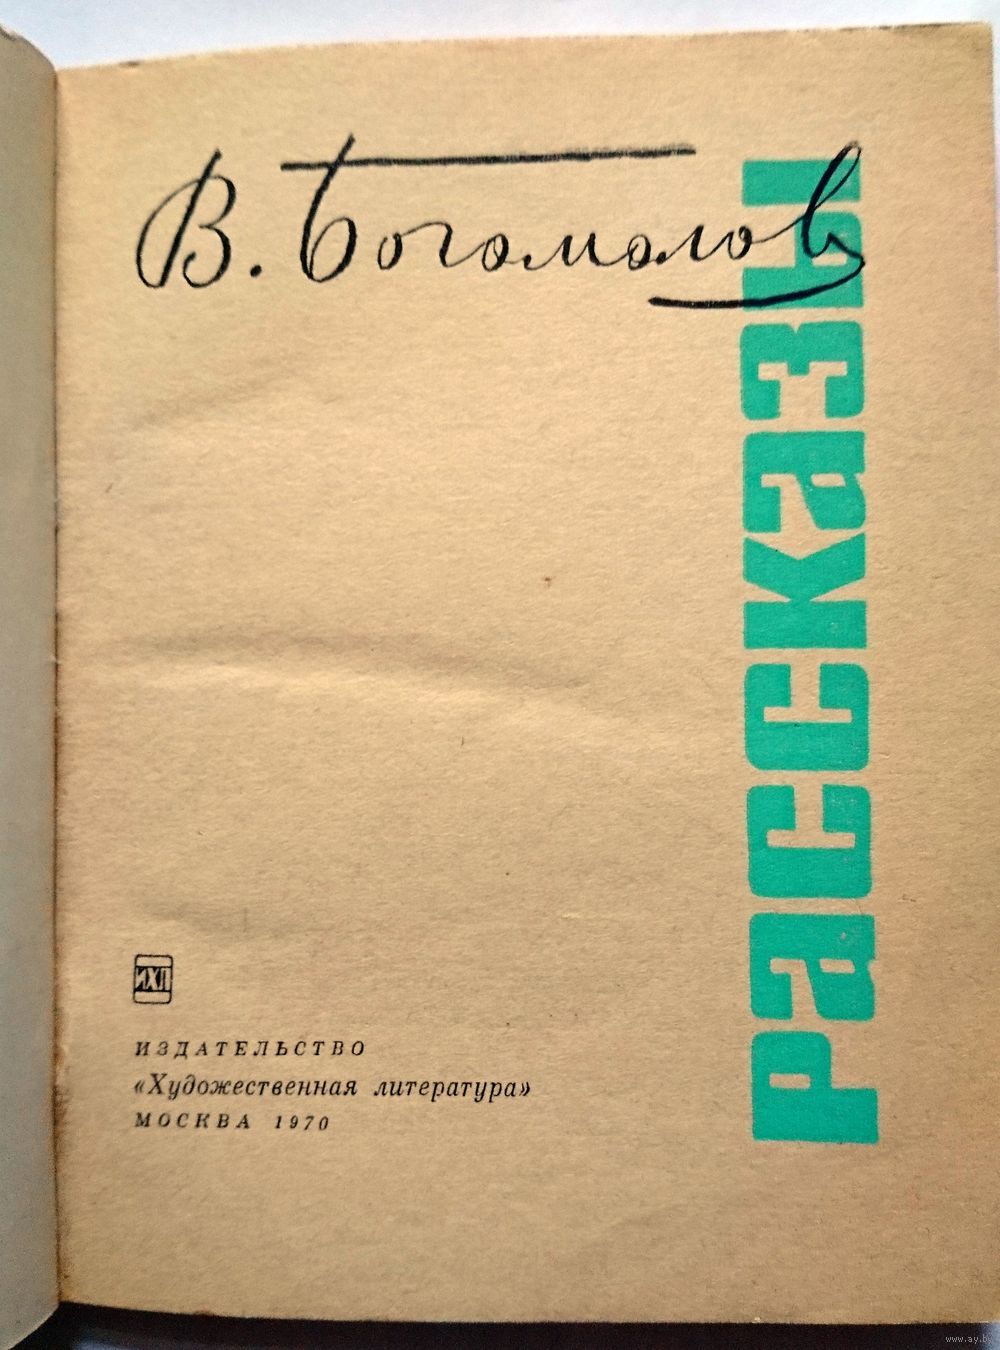 В. Богомолов
Рассказы
ИХЛ
ИЗДАТЕЛЬСТВО
«Художественная литература»
МОСКВА 1970